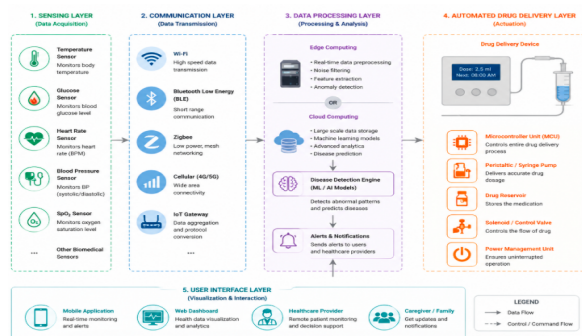 1. SENSING LAYER
(Data Acquisition)
Temperature
Sensor
Monitors body
temperature
Glucose
Sensor
Monitors blood
glucose level
Heart Rate
Sensor
Monitors heart
rate (BPM)
Blood Pressure
Sensor
Monitors BP
(systolic/diastolic)
SpO₂ Sensor
Monitors oxygen
saturation level
...
Other Biomedical
Sensors
2. COMMUNICATION LAYER
(Data Transmission)
Wi-Fi
High speed data
transmission
Bluetooth Low Energy
(BLE)
Short range
communication
Zigbee
Low power, mesh
networking
Cellular (4G/5G)
Wide area
connectivity
IoT Gateway
Data aggregation
and protocol
conversion
...
3. DATA PROCESSING LAYER
(Processing & Analysis)
Edge Computing
• Real-time data preprocessing
• Noise filtering
• Feature extraction
• Anomaly detection
OR
Cloud Computing
• Large scale data storage
• Machine learning models
• Advanced analytics
• Disease prediction
Disease Detection Engine
(ML / AI Models)
Detects abnormal patterns
and predicts diseases
Alerts & Notifications
Sends alerts to users
and healthcare providers
4. AUTOMATED DRUG DELIVERY LAYER
(Actuation)
Drug Delivery Device
Dose: 2.5 ml
Next: 08:00 AM
Microcontroller Unit (MCU)
Controls entire drug delivery
process
Peristaltic / Syringe Pump
Delivers accurate drug
dosage
Drug Reservoir
Stores the medication
Solenoid / Control Valve
Controls the flow of drug
Power Management Unit
Ensures uninterrupted
operation
5. USER INTERFACE LAYER
(Visualization & Interaction)
Mobile Application
Real-time monitoring
and alerts
Web Dashboard
Health data visualization
and analytics
Healthcare Provider
Remote patient monitoring
and decision support
Caregiver / Family
Get updates and
notifications
LEGEND
Data Flow
Control / Command Flow